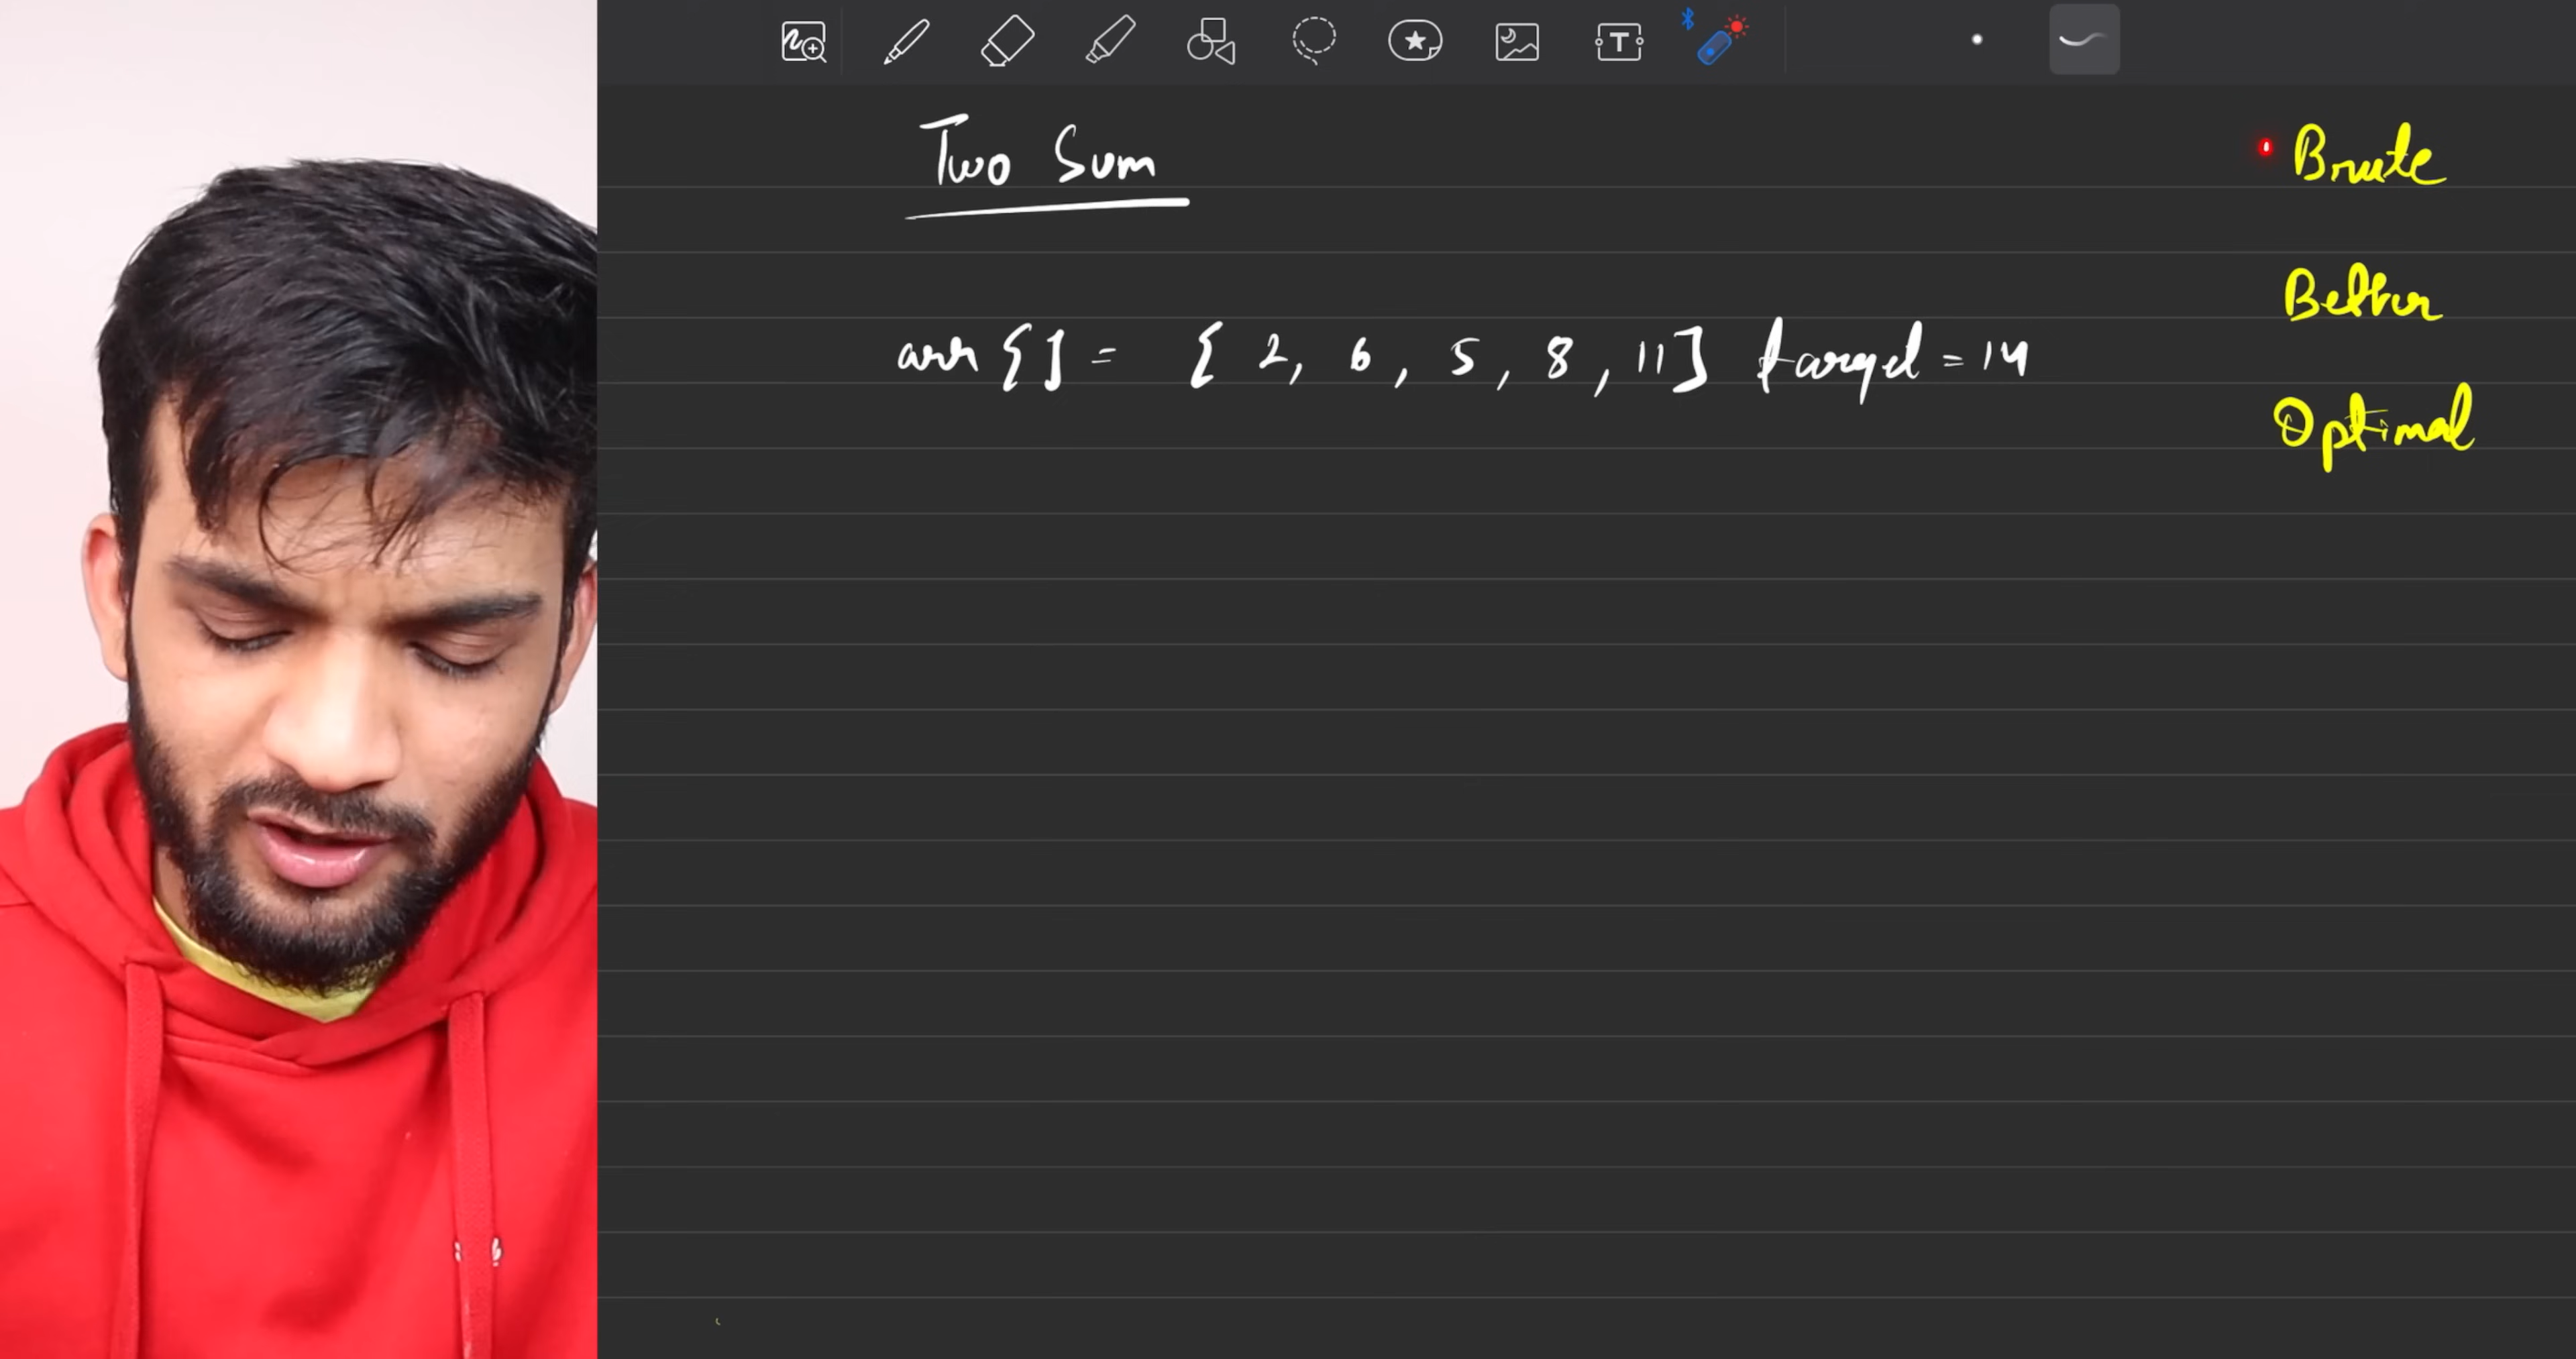 Two Sum
arr [] = { 2, 6, 5, 8, 11} target = 14
Brute
Better
Optimal